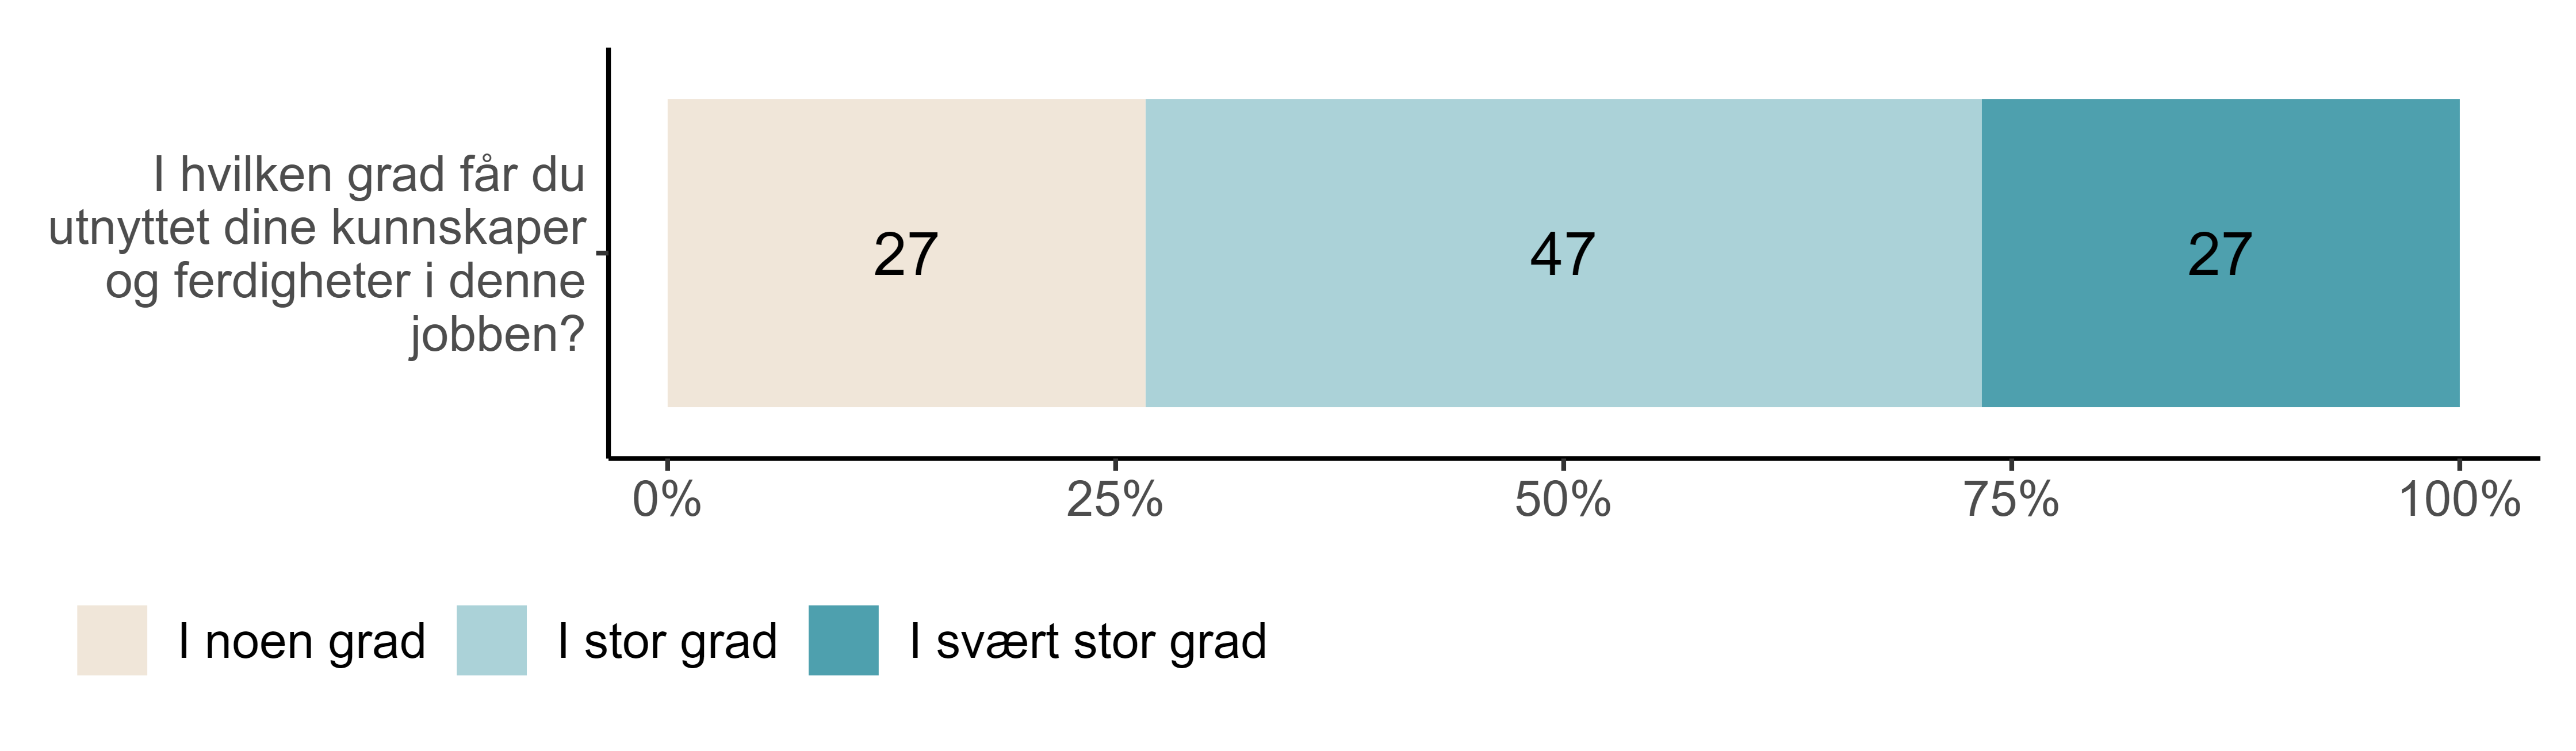 I hvilken grad får du
utnyttet dine kunnskaper
og ferdigheter i denne
jobben?
27 47 27
0% 25% 50% 75% 100%
I noen grad I stor grad I svært stor grad